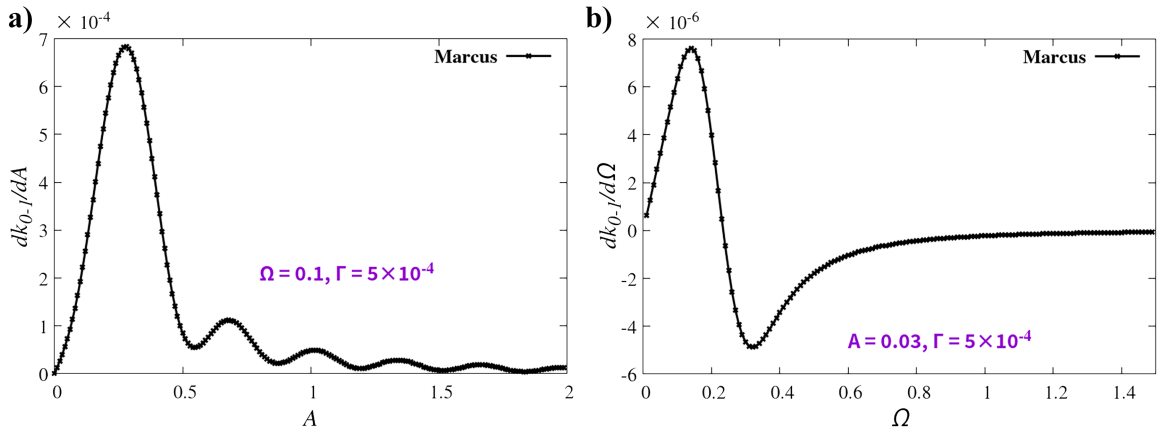 a)
× 10⁻⁴
7
6
5
4
3
2
1
0
dk₀₋₁/dA
Marcus
Ω = 0.1, Γ = 5×10⁻⁴
0 0.5 1 1.5 2
A
b)
× 10⁻⁶
8
6
4
2
0
-2
-4
-6
dk₀₋₁/dΩ
Marcus
A = 0.03, Γ = 5×10⁻⁴
0 0.2 0.4 0.6 0.8 1 1.2 1.4
Ω